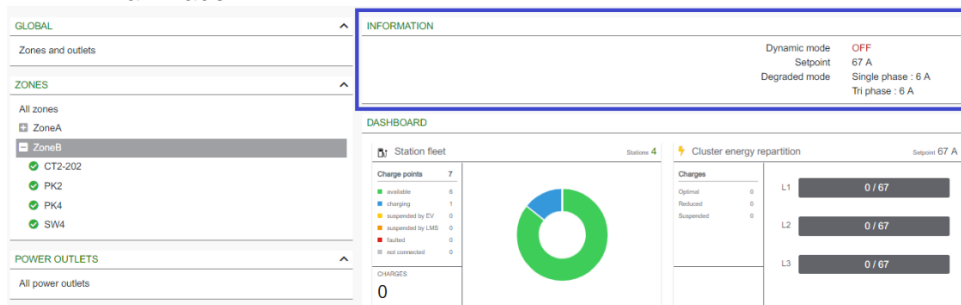 GLOBAL
Zones and outlets
ZONES
All zones
ZoneA
ZoneB
CT2-202
PK2
PK4
SW4
POWER OUTLETS
All power outlets
INFORMATION
Dynamic mode OFF
Setpoint 67 A
Degraded mode Single phase : 6 A
Tri phase : 6 A
DASHBOARD
Station fleet Stations 4
Charge points 7
available 6
charging 1
suspended by EV 0
suspended by LMS 0
faulted 0
not connected 0
CHARGES
0
Cluster energy repartition Setpoint 67 A
Charges
Optimal 0
Reduced 0
Suspended 0
L1 0 / 67
L2 0 / 67
L3 0 / 67